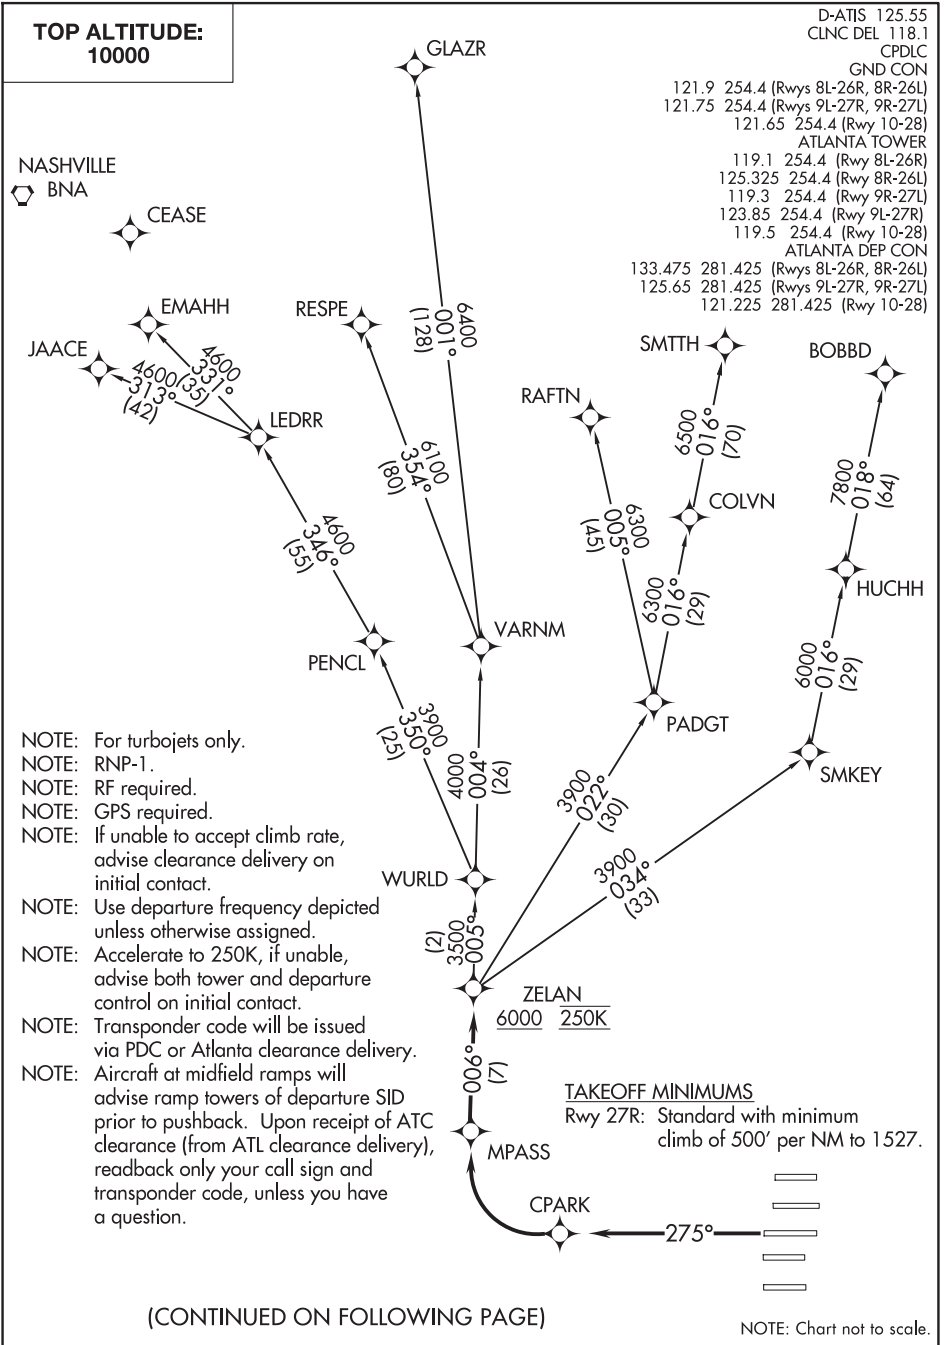 TOP ALTITUDE:
10000
D-ATIS 125.55
CLNC DEL 118.1
CPDLC
GND CON
121.9 254.4 (Rwys 8L-26R, 8R-26L)
121.75 254.4 (Rwys 9L-27R, 9R-27L)
121.65 254.4 (Rwy 10-28)
ATLANTA TOWER
119.1 254.4 (Rwy 8L-26R)
125.325 254.4 (Rwy 8R-26L)
119.3 254.4 (Rwy 9R-27L)
123.85 254.4 (Rwy 9L-27R)
119.5 254.4 (Rwy 10-28)
ATLANTA DEP CON
133.475 281.425 (Rwys 8L-26R, 8R-26L)
125.65 281.425 (Rwys 9L-27R, 9R-27L)
121.225 281.425 (Rwy 10-28)
GLAZR
NASHVILLE
BNA
CEASE
EMAHH
RESPE
JAACE
SMTTH
BOBBD
RAFTN
LEDRR
COLVN
HUCHH
VARNM
PENCL
PADGT
SMKEY
WURLD
ZELAN
6000 250K
MPASS
CPARK
4600
331°
(35)
4600
313°
(42)
4600
346°
(55)
3900
350°
(25)
6400
001°
(128)
6100
354°
(80)
4000
004°
(26)
6300
005°
(45)
6500
016°
(70)
6300
016°
(29)
7800
018°
(64)
6000
016°
(29)
3900
022°
(30)
3900
034°
(33)
(2)
3500
005°
006°
(7)
275°
NOTE: For turbojets only.
NOTE: RNP-1.
NOTE: RF required.
NOTE: GPS required.
NOTE: If unable to accept climb rate,
advise clearance delivery on
initial contact.
NOTE: Use departure frequency depicted
unless otherwise assigned.
NOTE: Accelerate to 250K, if unable,
advise both tower and departure
control on initial contact.
NOTE: Transponder code will be issued
via PDC or Atlanta clearance delivery.
NOTE: Aircraft at midfield ramps will
advise ramp towers of departure SID
prior to pushback. Upon receipt of ATC
clearance (from ATL clearance delivery),
readback only your call sign and
transponder code, unless you have
a question.
TAKEOFF MINIMUMS
Rwy 27R: Standard with minimum
climb of 500' per NM to 1527.
(CONTINUED ON FOLLOWING PAGE)
NOTE: Chart not to scale.